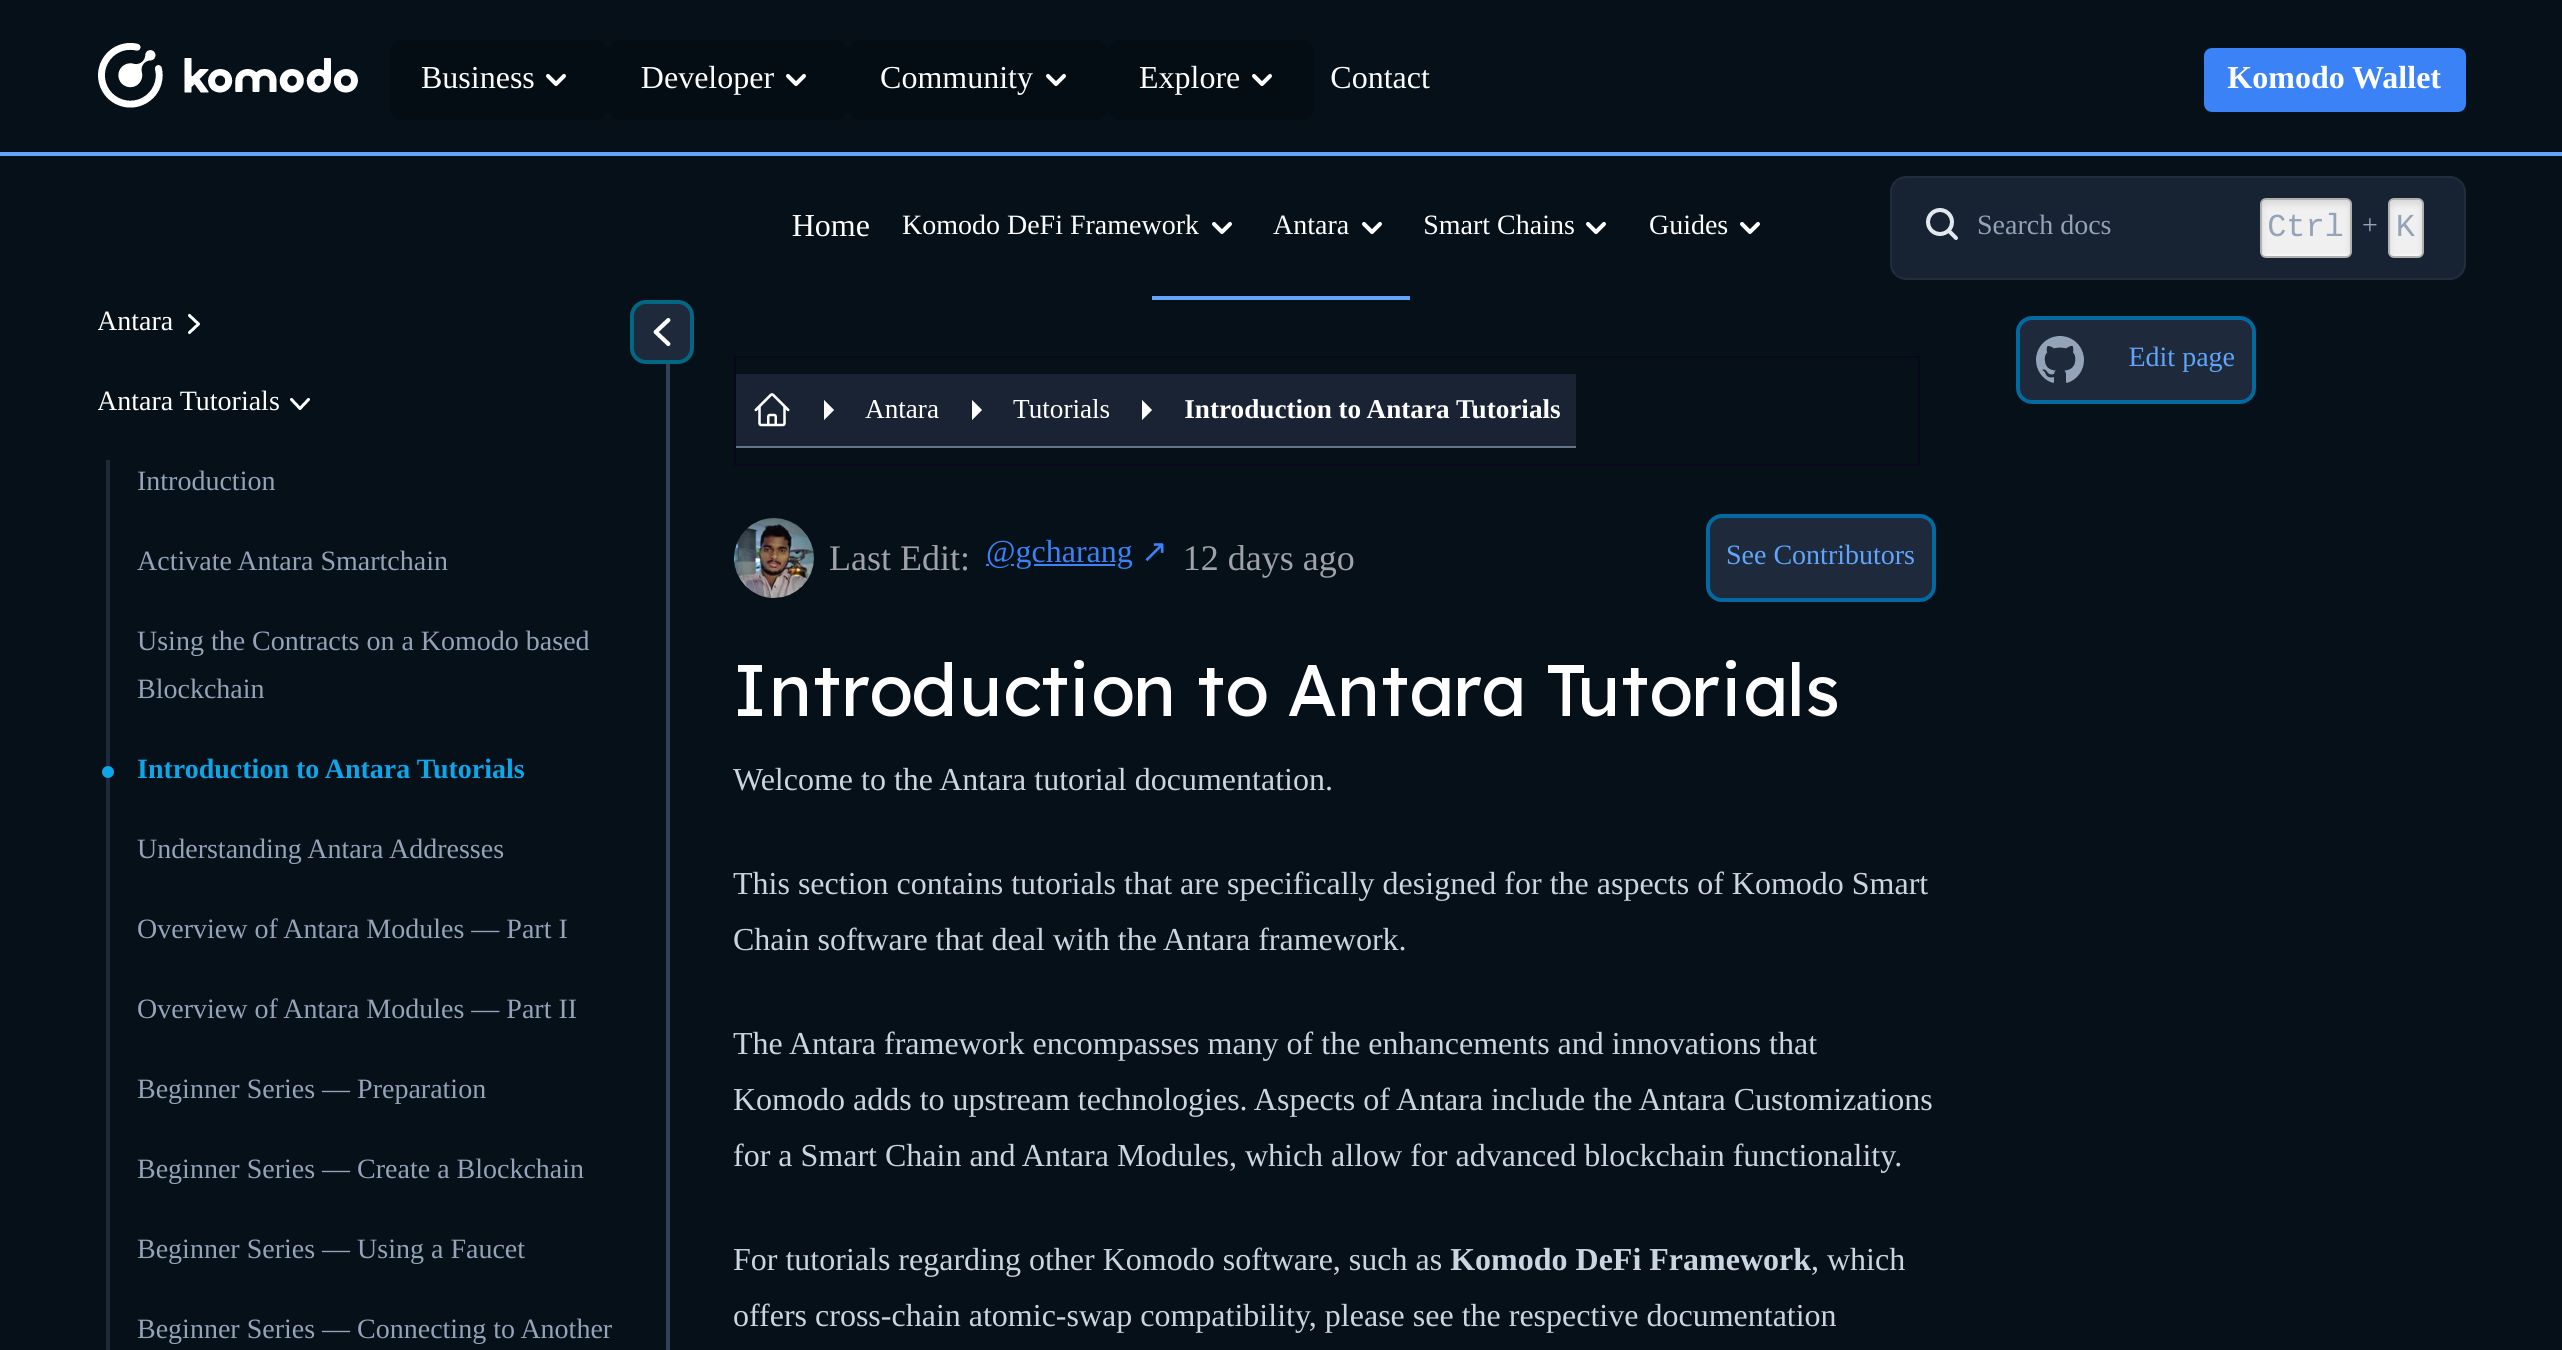 komodo
Business
Developer
Community
Explore
Contact
Komodo Wallet
Home
Komodo DeFi Framework
Antara
Smart Chains
Guides
Search docs
Ctrl + K
Antara
Antara Tutorials
Introduction
Activate Antara Smartchain
Using the Contracts on a Komodo based
Blockchain
Introduction to Antara Tutorials
Understanding Antara Addresses
Overview of Antara Modules — Part I
Overview of Antara Modules — Part II
Beginner Series — Preparation
Beginner Series — Create a Blockchain
Beginner Series — Using a Faucet
Beginner Series — Connecting to Another
Antara
Tutorials
Introduction to Antara Tutorials
Edit page
Last Edit: @gcharang ↗ 12 days ago
See Contributors
Introduction to Antara Tutorials
Welcome to the Antara tutorial documentation.
This section contains tutorials that are specifically designed for the aspects of Komodo Smart
Chain software that deal with the Antara framework.
The Antara framework encompasses many of the enhancements and innovations that
Komodo adds to upstream technologies. Aspects of Antara include the Antara Customizations
for a Smart Chain and Antara Modules, which allow for advanced blockchain functionality.
For tutorials regarding other Komodo software, such as Komodo DeFi Framework, which
offers cross-chain atomic-swap compatibility, please see the respective documentation